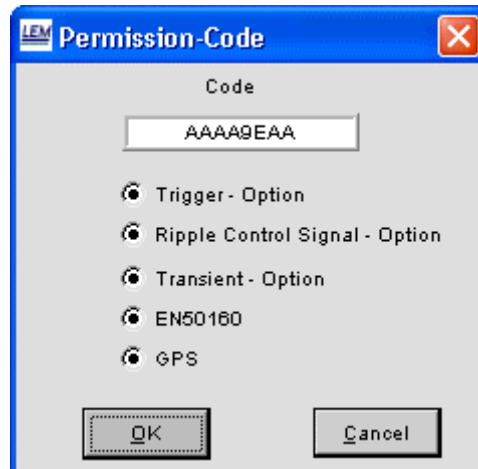 LEM Permission-Code
Code
AAAA9EAA
Trigger - Option
Ripple Control Signal - Option
Transient - Option
EN50160
GPS
OK Cancel